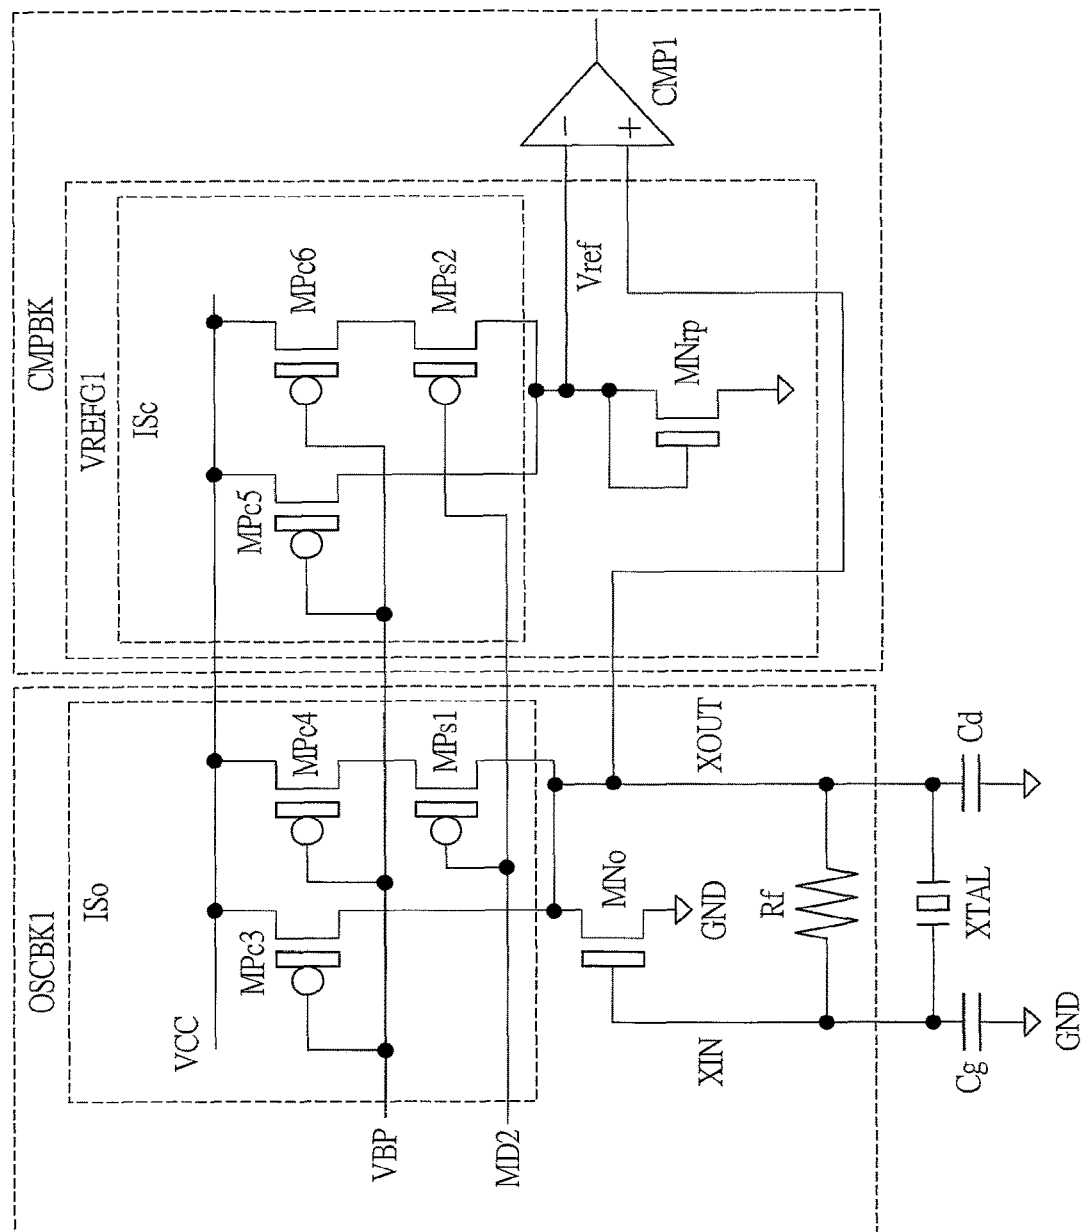 OSCBK1
CMPBK
VREFG1
ISo
ISc
VCC
MPc3
MPc4
MPc5
MPc6
VBP
MPs1
MPs2
MD2
MNo
GND
XOUT
Vref
MNrp
CMP1
−
+
XIN
Rf
XTAL
Cg
Cd
GND